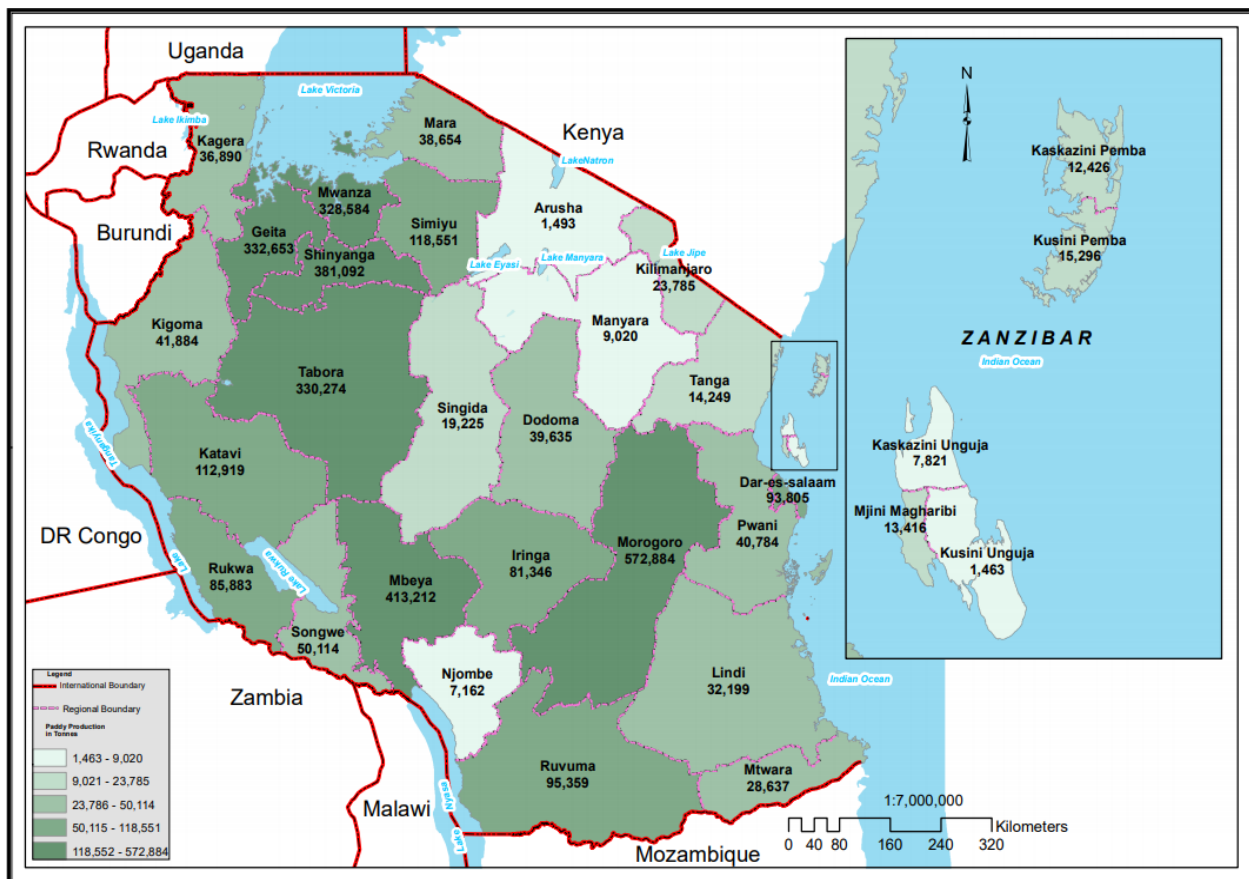 Uganda
Lake Victoria
Lake Ikimba
Kagera
36,890
Mara
38,654
Kenya
Rwanda
LakeNatron
Mwanza
328,584
Arusha
1,493
Simiyu
118,551
Burundi
Geita
332,653
Shinyanga
381,092
Lake Eyasi
Lake Manyara
Lake Jipe
Kilimanjaro
23,785
Kigoma
41,884
Manyara
9,020
Tabora
330,274
Tanga
14,249
Singida
19,225
Dodoma
39,635
Katavi
112,919
Tanganyika
Lake
Dar-es-salaam
93,805
Pwani
40,784
DR Congo
Morogoro
572,884
Iringa
81,346
Rukwa
85,883
Lake Rukwa
Mbeya
413,212
Songwe
50,114
Njombe
7,162
Lindi
32,199
Indian Ocean
Zambia
Ruvuma
95,359
Mtwara
28,637
Malawi
Lake Nyasa
Mozambique
N
Kaskazini Pemba
12,426
Kusini Pemba
15,296
ZANZIBAR
Indian Ocean
Kaskazini Unguja
7,821
Mjini Magharibi
13,416
Kusini Unguja
1,463
Legend
International Boundary
Regional Boundary
Paddy Production
In Tonnes
1,463 - 9,020
9,021 - 23,785
23,786 - 50,114
50,115 - 118,551
118,552 - 572,884
1:7,000,000
Kilometers
0 40 80 160 240 320